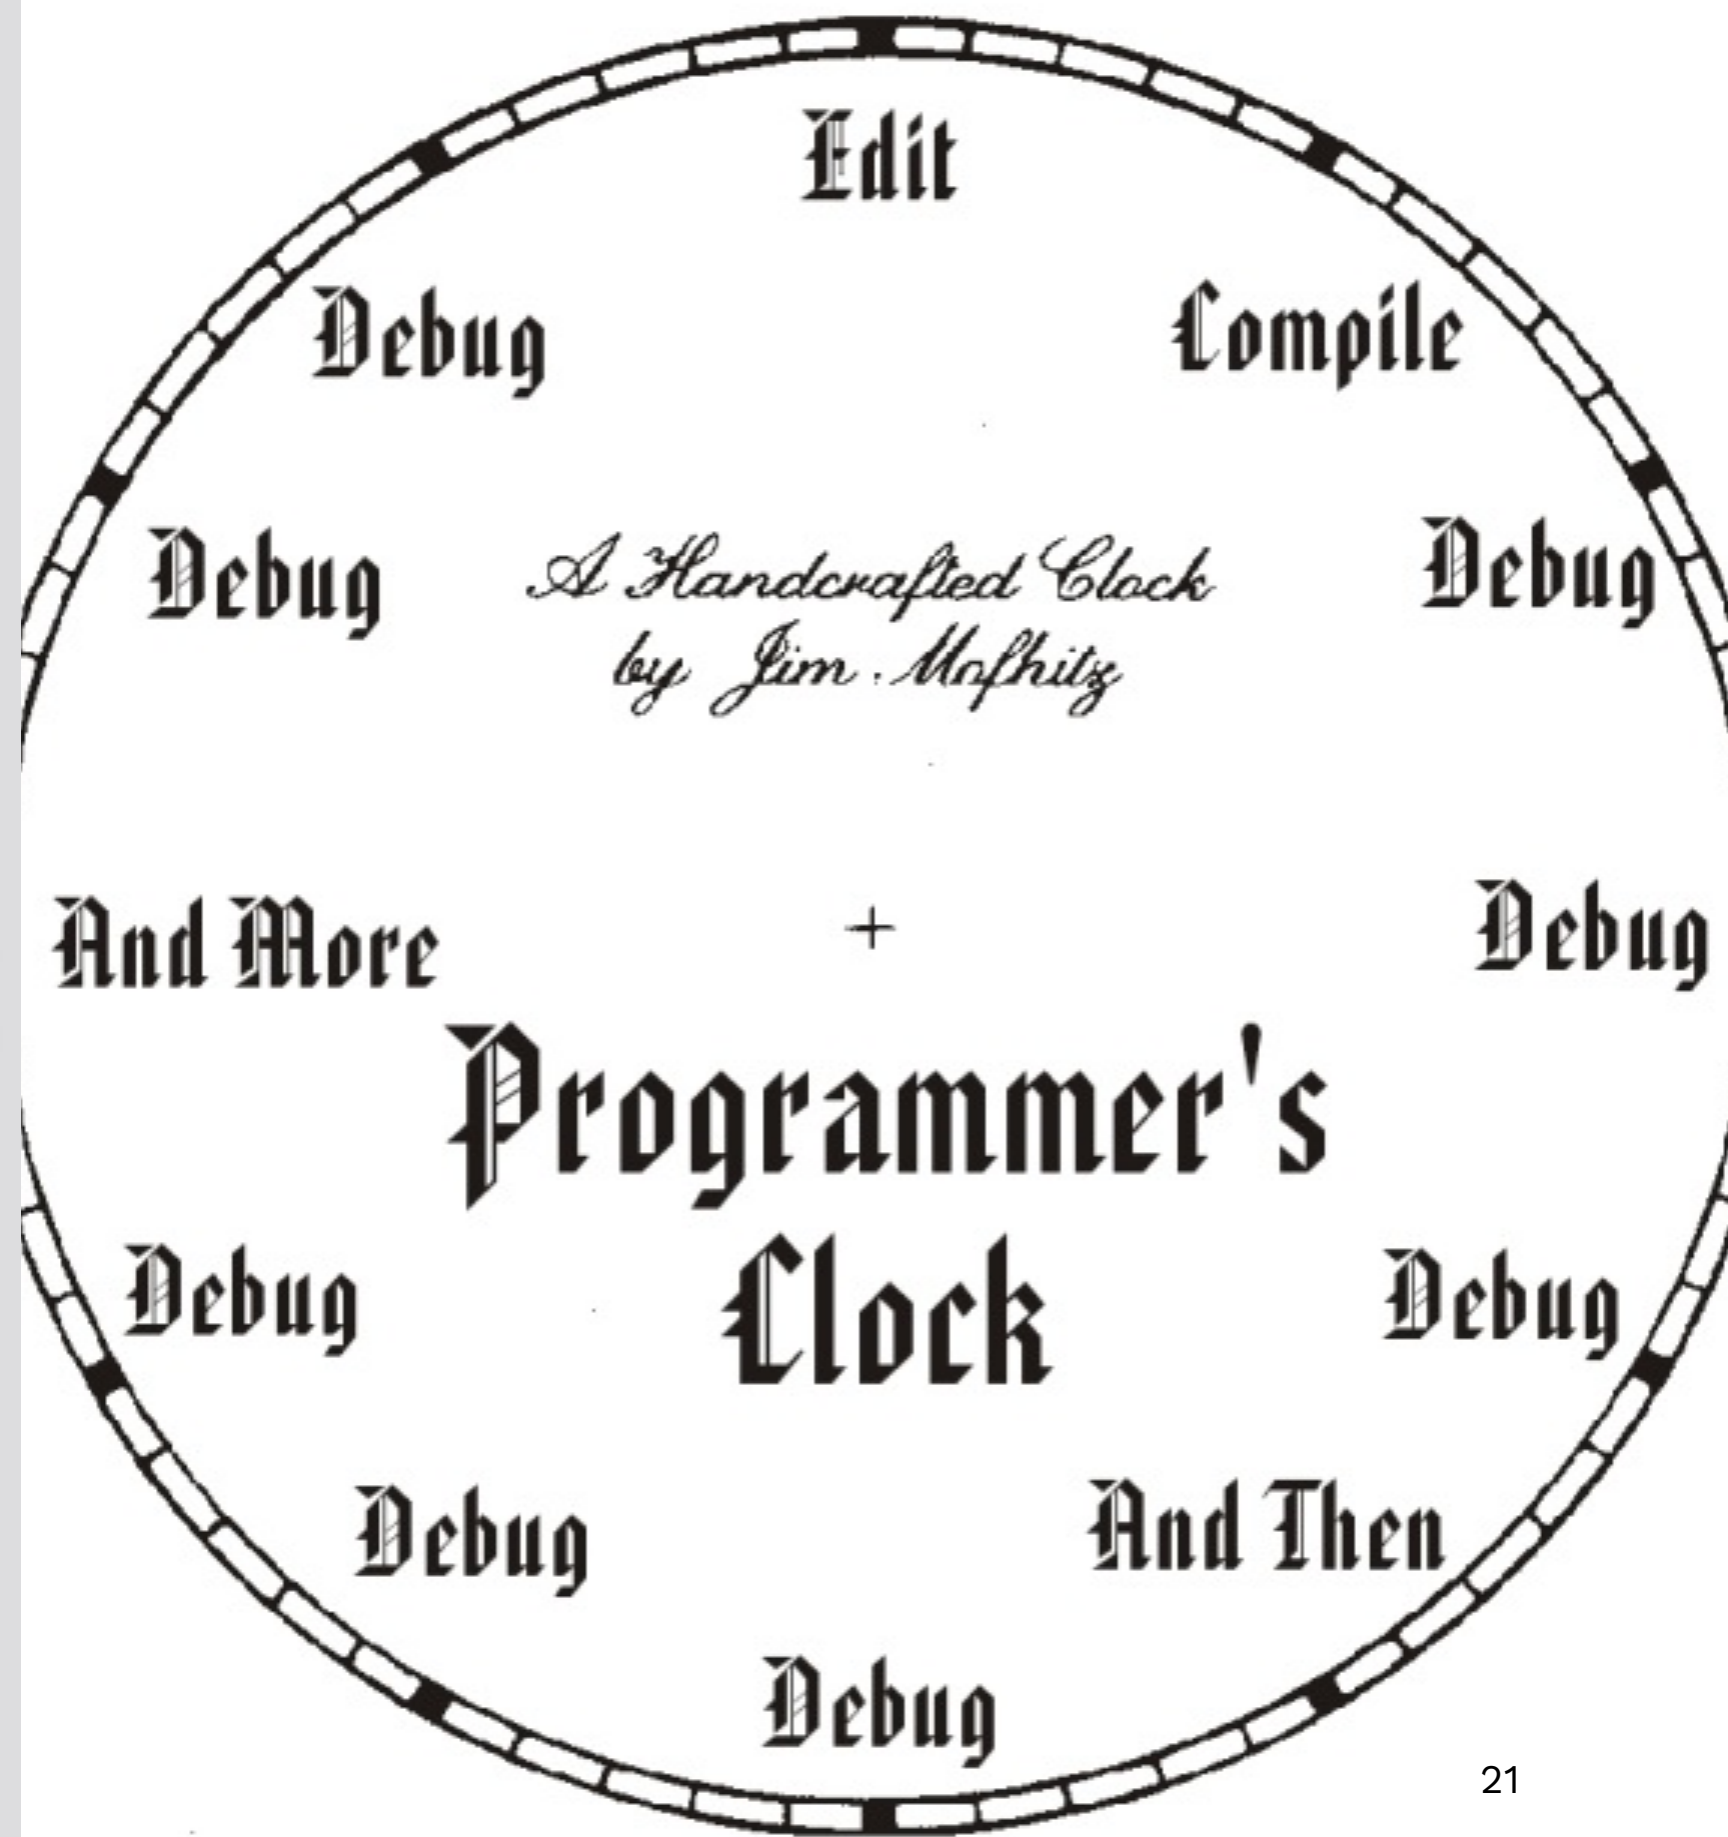 Edit
Debug Compile
Debug A Handcrafted Clock Debug
by Jim Mofhitz
And More + Debug
Programmer's
Clock
Debug Debug
Debug And Then
Debug
21